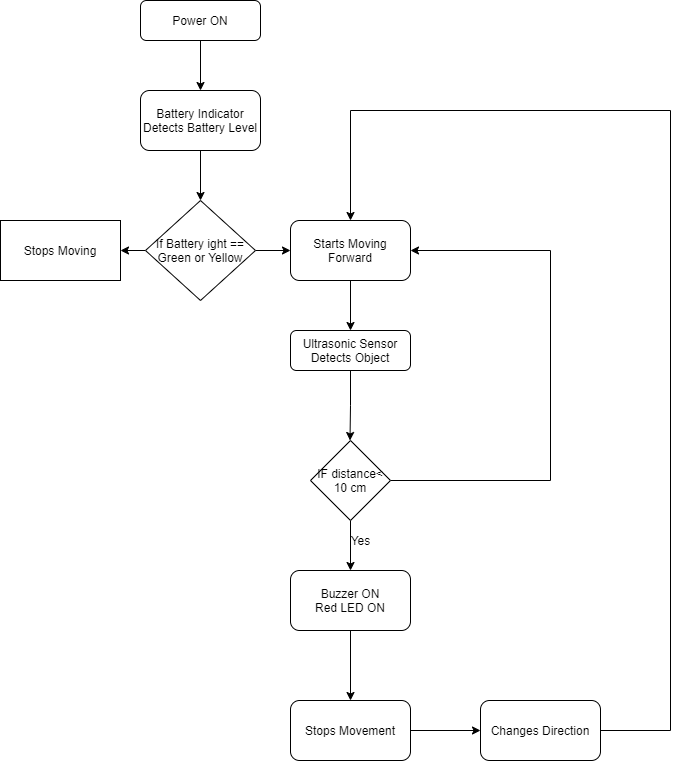 Power ON
Battery Indicator
Detects Battery Level
If Battery ight ==
Green or Yellow
Stops Moving
Starts Moving
Forward
Ultrasonic Sensor
Detects Object
IF distance<
10 cm
Yes
Buzzer ON
Red LED ON
Stops Movement
Changes Direction